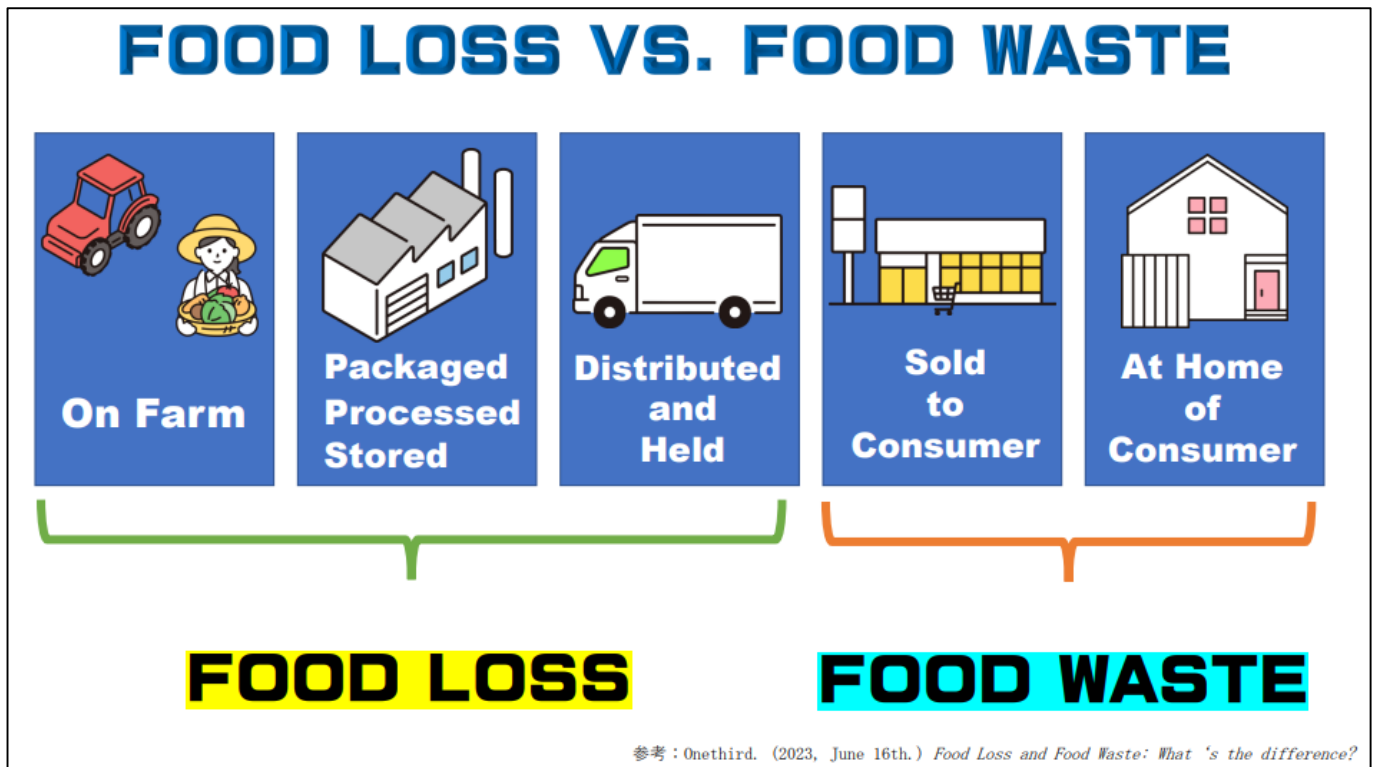 FOOD LOSS VS. FOOD WASTE
On Farm
Packaged
Processed
Stored
Distributed
and
Held
Sold
to
Consumer
At Home
of
Consumer
FOOD LOSS
FOOD WASTE
参考：Onethird. (2023, June 16th.) Food Loss and Food Waste: What ‘s the difference?